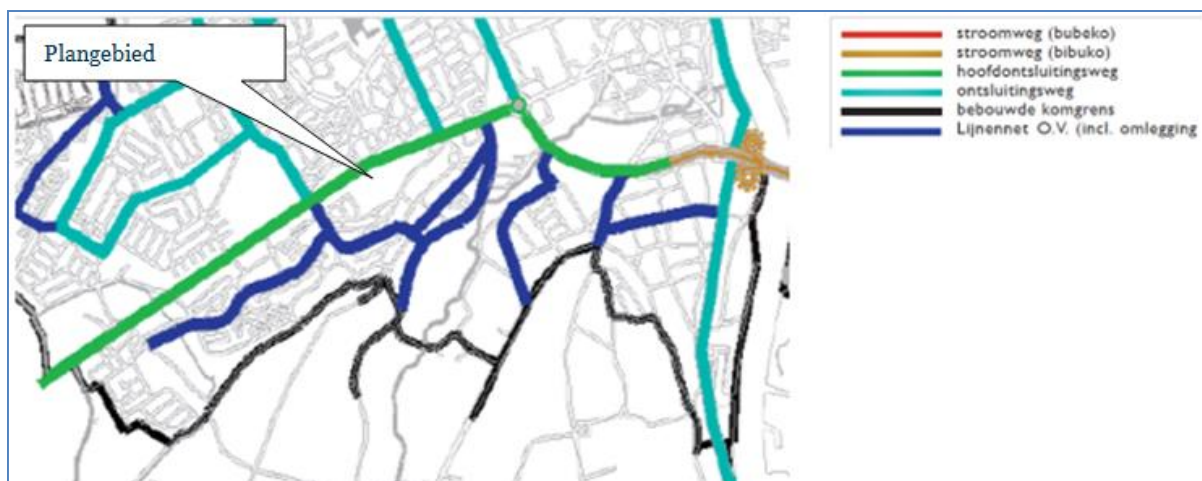 Plangebied
stroomweg (bubeko)
stroomweg (bibuko)
hoofdontsluitingsweg
ontsluitingsweg
bebouwde komgrens
Lijnennet O.V. (incl. omlegging